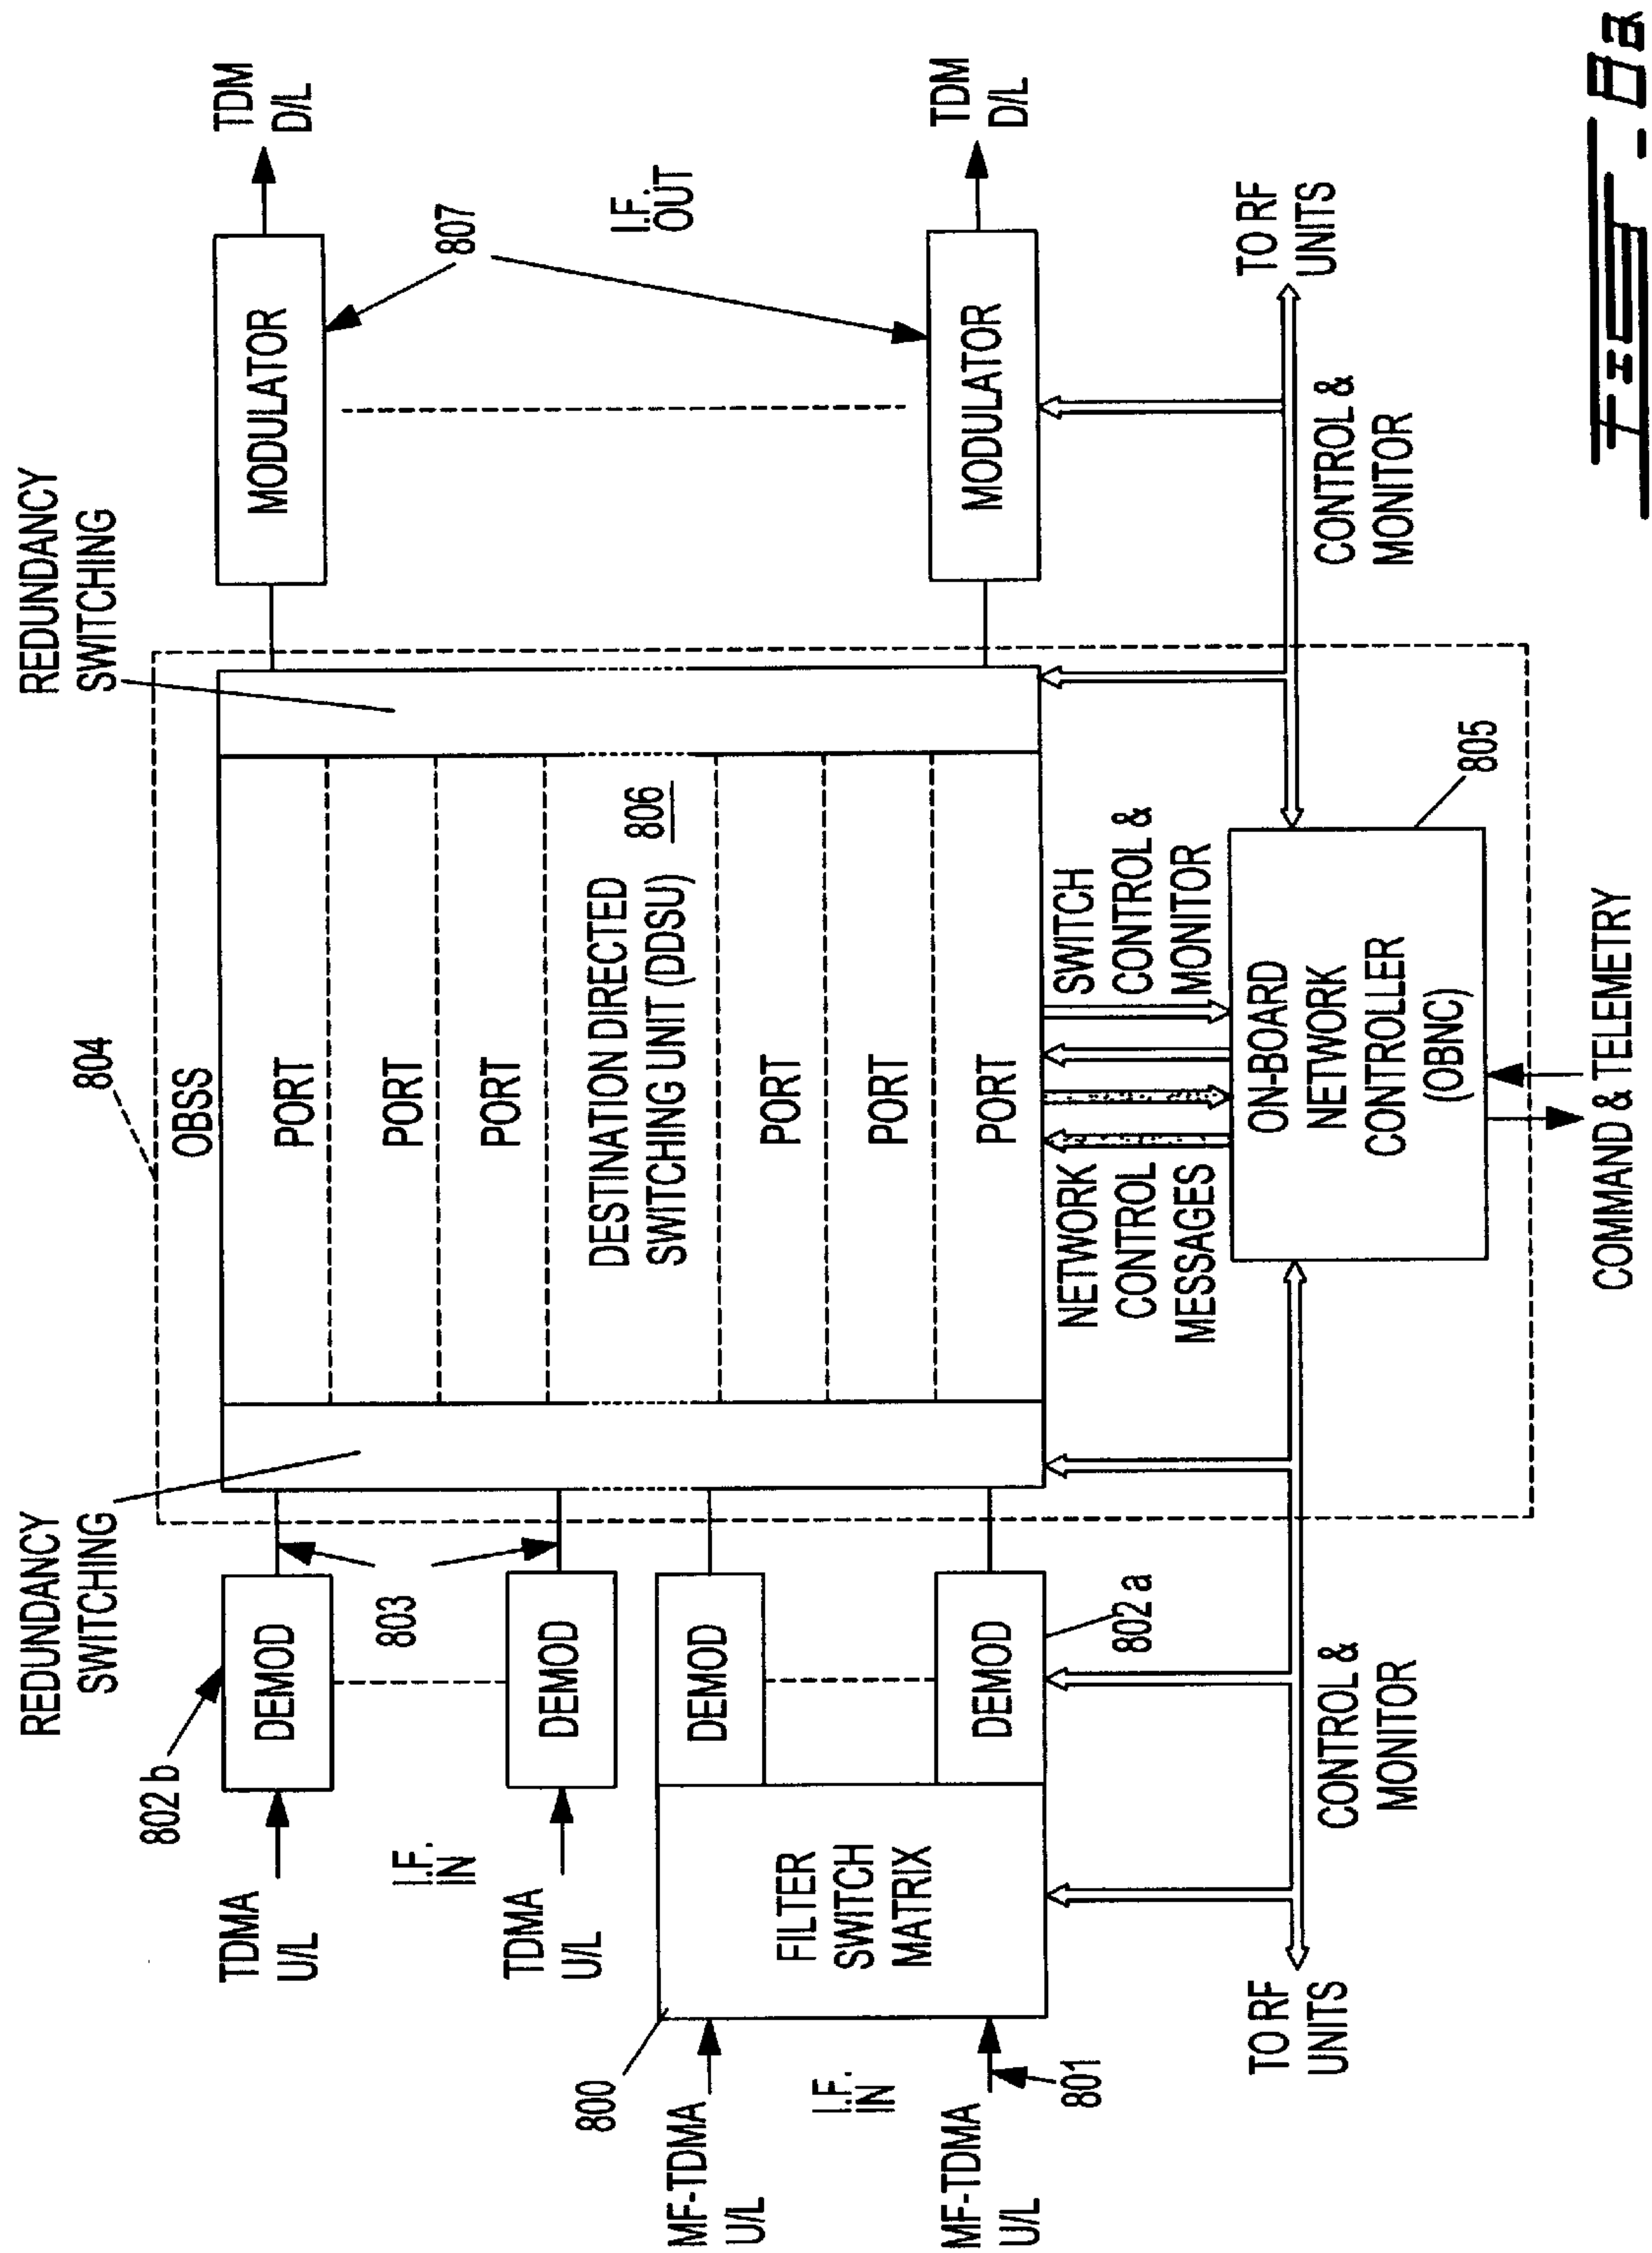 REDUNDANCY
SWITCHING
REDUNDANCY
SWITCHING
804
OBSS
802 b
TDMA
U/L
DEMOD
803
I.F.
IN
TDMA
U/L
DEMOD
800
MF-TDMA
U/L
I.F.
IN
MF-TDMA
U/L
801
FILTER
SWITCH
MATRIX
DEMOD
DEMOD
802 a
PORT
PORT
PORT
DESTINATION DIRECTED
SWITCHING UNIT (DDSU)
806
PORT
PORT
PORT
MODULATOR
TDM
D/L
807
I.F.
OUT
MODULATOR
TDM
D/L
NETWORK
CONTROL
MESSAGES
SWITCH
CONTROL &
MONITOR
ON-BOARD
NETWORK
CONTROLLER
(OBNC)
805
TO RF
UNITS
CONTROL &
MONITOR
CONTROL &
MONITOR
TO RF
UNITS
COMMAND & TELEMETRY
FIG - 8a